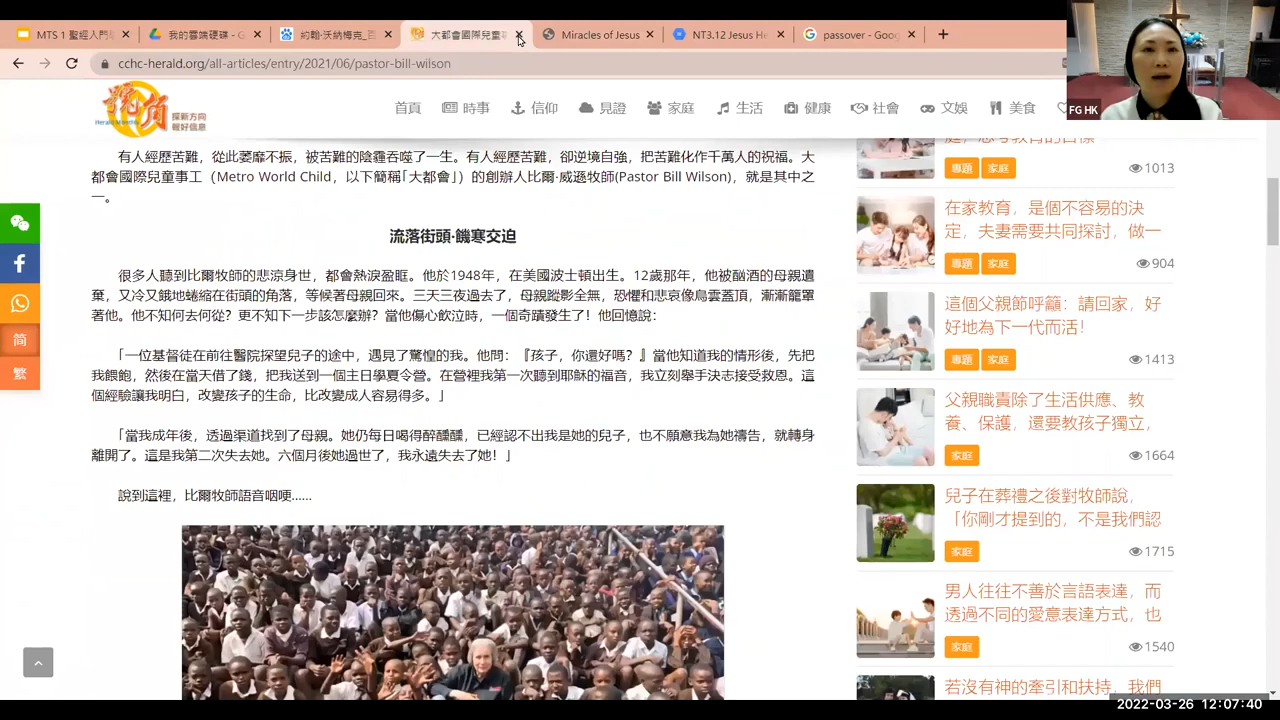 MTS 1 聖經入門
我的雲端硬碟 - G
約翰·沃納梅克_百
大都會國際兒童
Miracles of Jesus
NT3.12 Jesus He
passover - Goog
cchc-herald.org/all-articles/entry/2021/06/pastor-bill-wilson
FG HK
號角
Herald Monthly
探新方向
報好信息
首頁
時事
信仰
見證
家庭
生活
健康
社會
文娛
美食
有人經歷苦難，從此萎靡不振，被苦難的陰霾吞噬了一生。有人經歷苦難，卻逆境自強，把苦難化作千萬人的祝福。大
都會國際兒童事工（Metro World Child，以下簡稱「大都會」）的創辦人比爾·威遜牧師(Pastor Bill Wilson)，就是其中之
一。
流落街頭·饑寒交迫
很多人聽到比爾牧師的悲慘身世，都會熱淚盈眶。他於1948年，在美國波士頓出生。12歲那年，他被酗酒的母親遺
棄，又冷又餓地蜷縮在街頭的角落，等候著母親回來。三天三夜過去了，母親蹤影全無，恐懼和悲哀像烏雲蓋頂，漸漸籠罩
著他。他不知何去何從？更不知下一步該怎麼辦？當他傷心飲泣時，一個奇蹟發生了！他回憶說：
「一位基督徒在前往醫院探望兒子的途中，遇見了驚惶的我。他問：『孩子，你還好嗎？』當他知道我的情形後，先把
我餵飽，然後在當天借了錢，把我送到一個主日學夏令營。在營裡我第一次聽到耶穌的福音，我立刻舉手決志接受救恩。這
個經驗讓我明白，改變孩子的生命，比改變成人容易得多。」
「當我成年後，透過渠道找到了母親。她仍每日喝得醉醺醺，已經認不出我是她的兒子，也不願意我為她禱告，就轉身
離開了。這是我第二次失去她。六個月後她過世了，我永遠失去了她！」
說到這裡，比爾牧師語音咽哽......
简
繁
專題 家庭
1013
在家教育，是個不容易的決
定，夫妻需要共同探討，做一
專題 家庭
904
這個父親節呼籲：請回家，好
好地為下一代而活！
專題 家庭
1413
父親職責除了生活供應、教
養、保護，還要教孩子獨立，
家庭
1664
兒子在葬禮之後對牧師說，
「你剛才提到的，不是我們認
家庭
1715
男人往往不善於言語表達，而
透過不同的愛意表達方式，也
家庭
1540
若沒有神的牽引和扶持，我們
2022-03-26 12:07:40